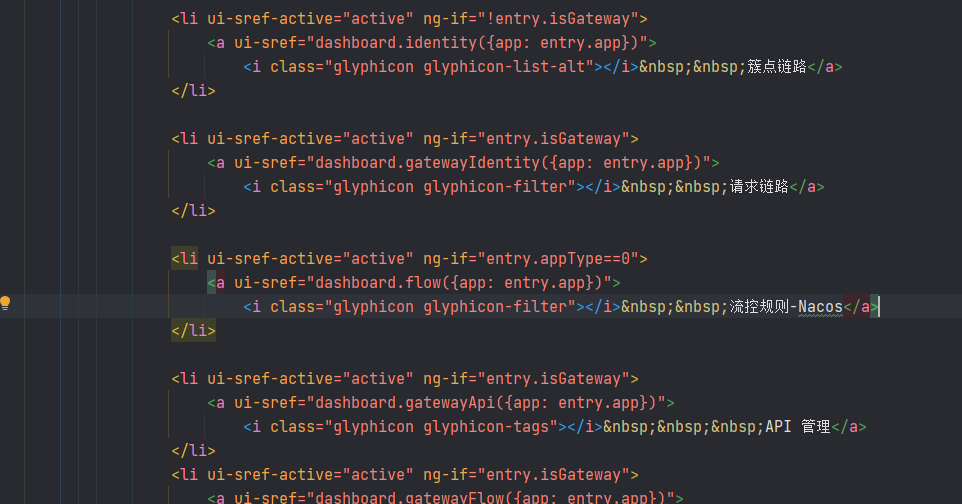 <li ui-sref-active="active" ng-if="!entry.isGateway">
<a ui-sref="dashboard.identity({app: entry.app})">
<i class="glyphicon glyphicon-list-alt"></i>&nbsp;&nbsp;簇点链路</a>
</li>
<li ui-sref-active="active" ng-if="entry.isGateway">
<a ui-sref="dashboard.gatewayIdentity({app: entry.app})">
<i class="glyphicon glyphicon-filter"></i>&nbsp;&nbsp;请求链路</a>
</li>
<li ui-sref-active="active" ng-if="entry.appType==0">
<a ui-sref="dashboard.flow({app: entry.app})">
<i class="glyphicon glyphicon-filter"></i>&nbsp;&nbsp;流控规则-Nacos</a>
</li>
<li ui-sref-active="active" ng-if="entry.isGateway">
<a ui-sref="dashboard.gatewayApi({app: entry.app})">
<i class="glyphicon glyphicon-tags"></i>&nbsp;&nbsp;&nbsp;API 管理</a>
</li>
<li ui-sref-active="active" ng-if="entry.isGateway">
<a ui-sref="dashboard.gatewayFlow({app: entry.app})">